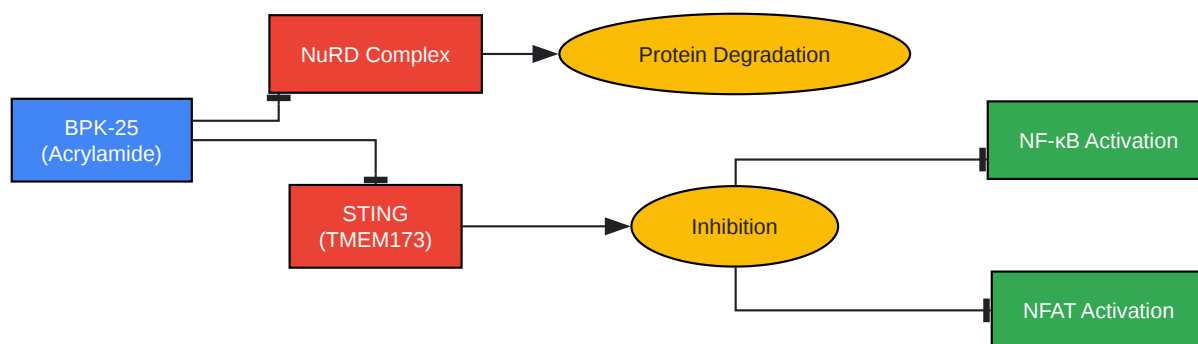 NuRD Complex
Protein Degradation
BPK-25
(Acrylamide)
NF-κB Activation
STING
(TMEM173)
Inhibition
NFAT Activation